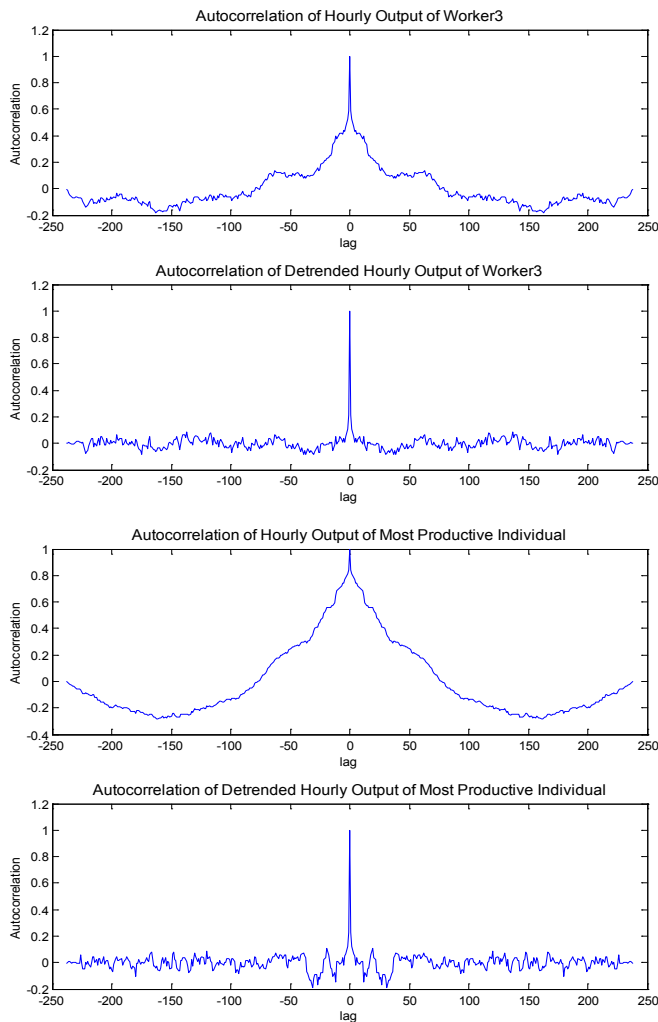 Autocorrelation of Hourly Output of Worker3
1.2
1
0.8
0.6
0.4
0.2
0
-0.2
Autocorrelation
-250 -200 -150 -100 -50 0 50 100 150 200 250
lag
Autocorrelation of Detrended Hourly Output of Worker3
1.2
1
0.8
0.6
0.4
0.2
0
-0.2
Autocorrelation
-250 -200 -150 -100 -50 0 50 100 150 200 250
lag
Autocorrelation of Hourly Output of Most Productive Individual
1
0.8
0.6
0.4
0.2
0
-0.2
-0.4
Autocorrelation
-250 -200 -150 -100 -50 0 50 100 150 200 250
lag
Autocorrelation of Detrended Hourly Output of Most Productive Individual
1.2
1
0.8
0.6
0.4
0.2
0
-0.2
Autocorrelation
-250 -200 -150 -100 -50 0 50 100 150 200 250
lag